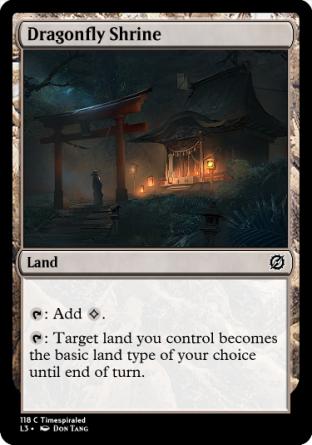 Dragonfly Shrine
Land
: Add .
: Target land you control becomes
the basic land type of your choice
until end of turn.
118 C Timespiraled
L3 • Don Tang